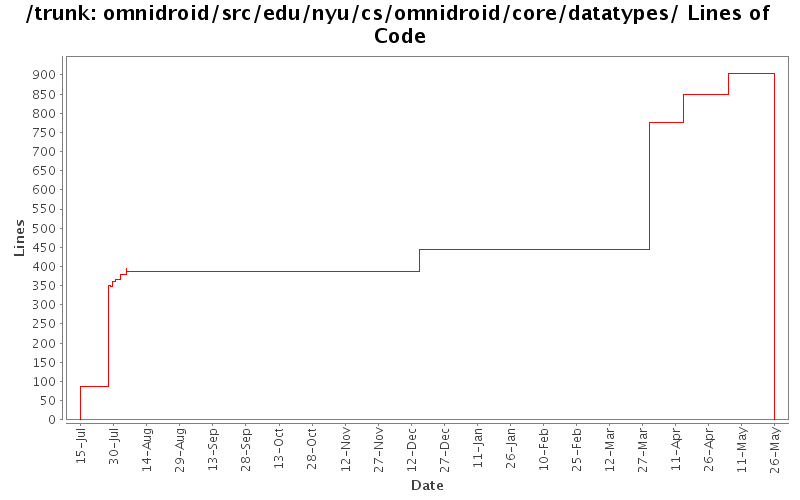 /trunk: omnidroid/src/edu/nyu/cs/omnidroid/core/datatypes/ Lines of
Code
900
850
800
750
700
650
600
550
500
450
400
350
300
250
200
150
100
50
0
Lines
15-Jul
30-Jul
14-Aug
29-Aug
13-Sep
28-Sep
13-Oct
28-Oct
12-Nov
27-Nov
12-Dec
27-Dec
11-Jan
26-Jan
10-Feb
25-Feb
12-Mar
27-Mar
11-Apr
26-Apr
11-May
26-May
Date